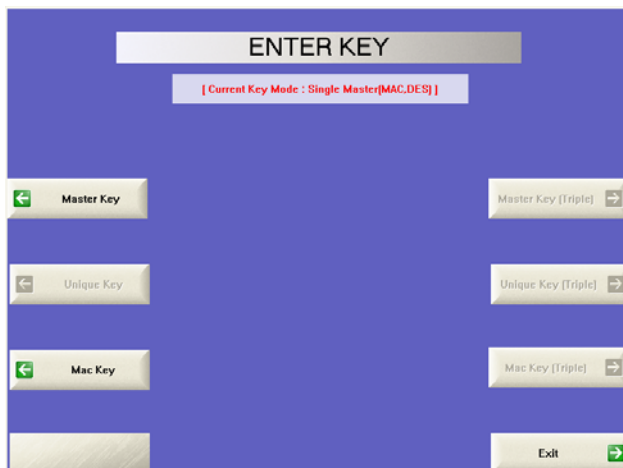 ENTER KEY
[ Current Key Mode : Single Master(MAC,DES) ]
Master Key
Master Key (Triple)
Unique Key
Unique Key (Triple)
Mac Key
Mac Key (Triple)
Exit